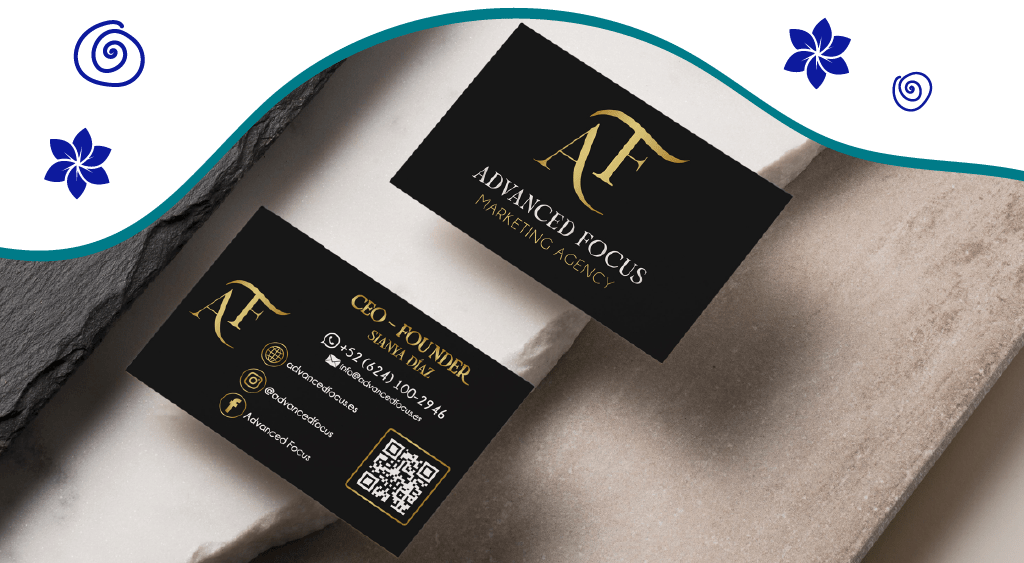 AF
ADVANCED FOCUS
MARKETING AGENCY
AF
CEO - FOUNDER
SIANYA DÍAZ
+52 (624) 100-2946
info@advancedfocus.es
advancedfocus.es
@advancedfocus
Advanced Focus